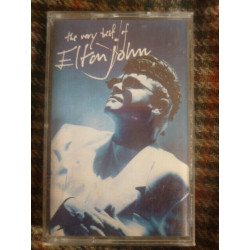 the very best of
Elton John